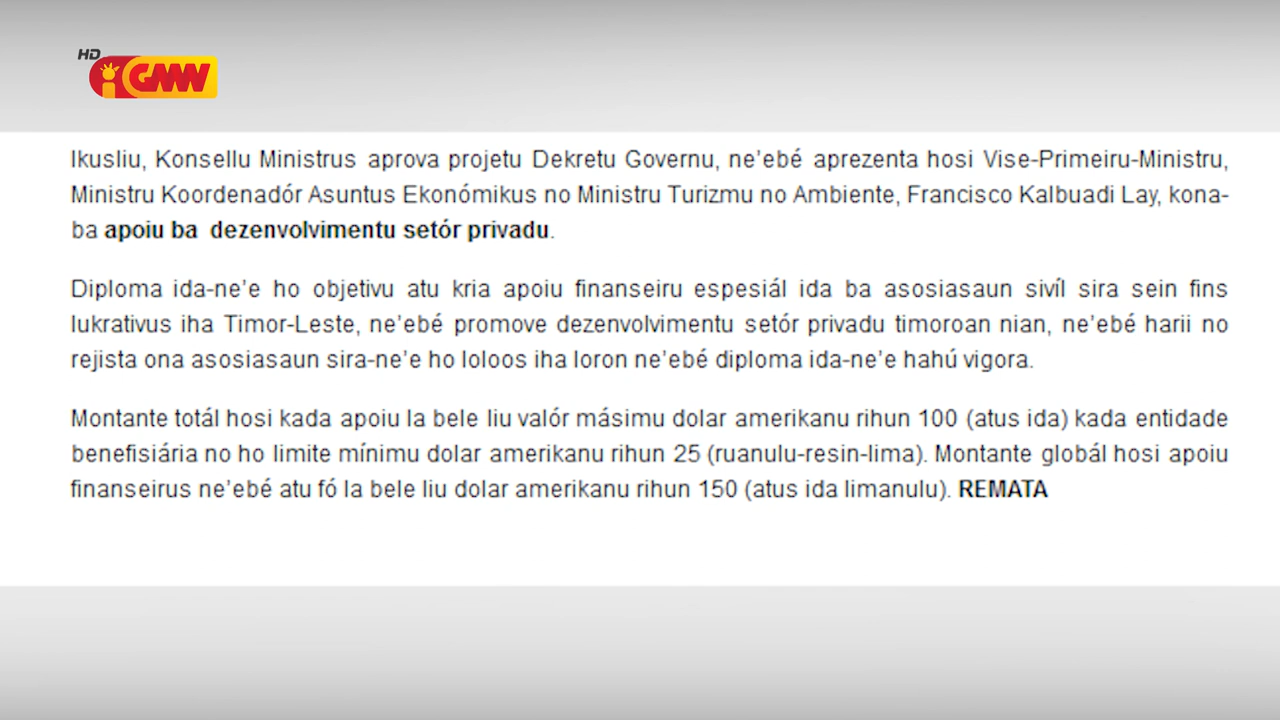 HD
GMN
Ikusliu, Konsellu Ministrus aprova projetu Dekretu Governu, ne'ebé aprezenta hosi Vise-Primeiru-Ministru,
Ministru Koordenadór Asuntus Ekonómikus no Ministru Turizmu no Ambiente, Francisco Kalbuadi Lay, kona-
ba apoiu ba dezenvolvimentu setór privadu.
Diploma ida-ne'e ho objetivu atu kria apoiu finanseiru espesiál ida ba asosiasaun sivíl sira sein fins
lukrativus iha Timor-Leste, ne'ebé promove dezenvolvimentu setór privadu timoroan nian, ne'ebé harii no
rejista ona asosiasaun sira-ne'e ho loloos iha loron ne'ebé diploma ida-ne'e hahú vigora.
Montante totál hosi kada apoiu la bele liu valór másimu dolar amerikanu rihun 100 (atus ida) kada entidade
benefisiária no ho limite mínimu dolar amerikanu rihun 25 (ruanulu-resin-lima). Montante globál hosi apoiu
finanseirus ne'ebé atu fó la bele liu dolar amerikanu rihun 150 (atus ida limanulu). REMATA